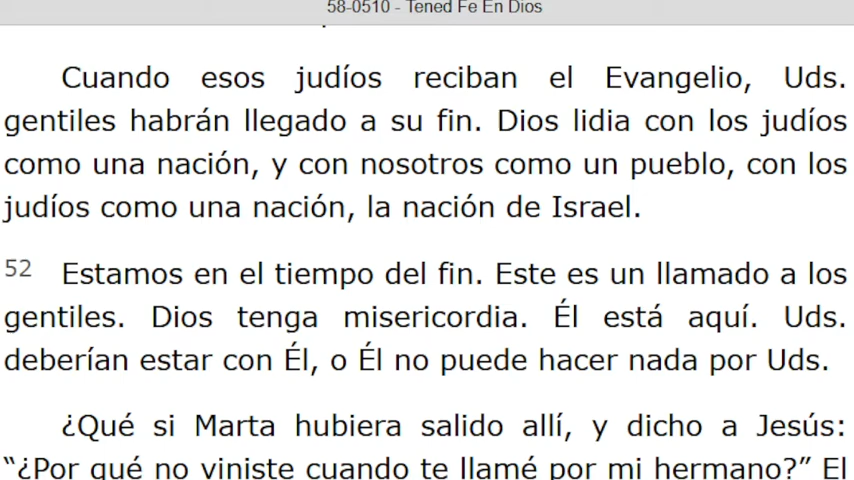 58-0510 - Tened Fe En Dios
Cuando esos judíos reciban el Evangelio, Uds.
gentiles habrán llegado a su fin. Dios lidia con los judíos
como una nación, y con nosotros como un pueblo, con los
judíos como una nación, la nación de Israel.
52 Estamos en el tiempo del fin. Este es un llamado a los
gentiles. Dios tenga misericordia. Él está aquí. Uds.
deberían estar con Él, o Él no puede hacer nada por Uds.
¿Qué si Marta hubiera salido allí, y dicho a Jesús:
“¿Por qué no viniste cuando te llamé por mi hermano?” El